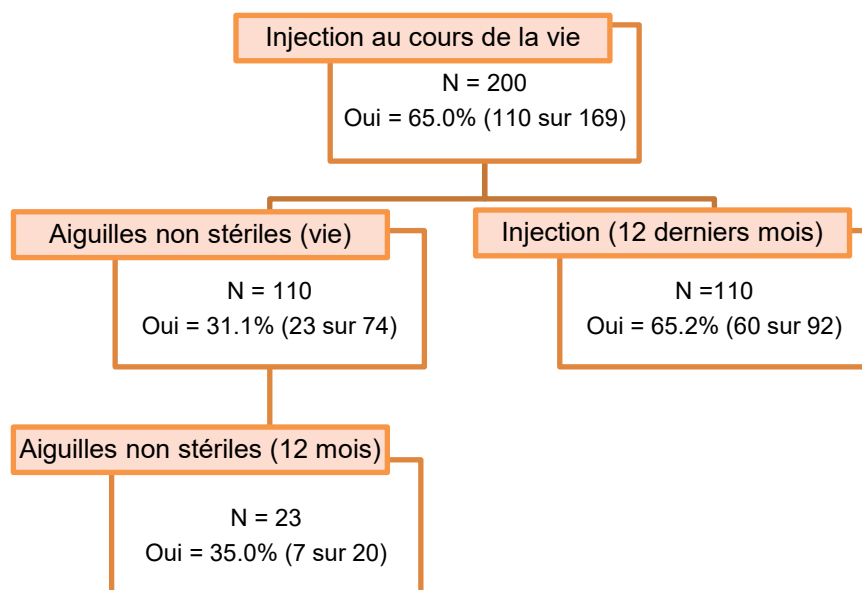 Injection au cours de la vie
N = 200
Oui = 65.0% (110 sur 169)
Aiguilles non stériles (vie)
N = 110
Oui = 31.1% (23 sur 74)
Injection (12 derniers mois)
N =110
Oui = 65.2% (60 sur 92)
Aiguilles non stériles (12 mois)
N = 23
Oui = 35.0% (7 sur 20)